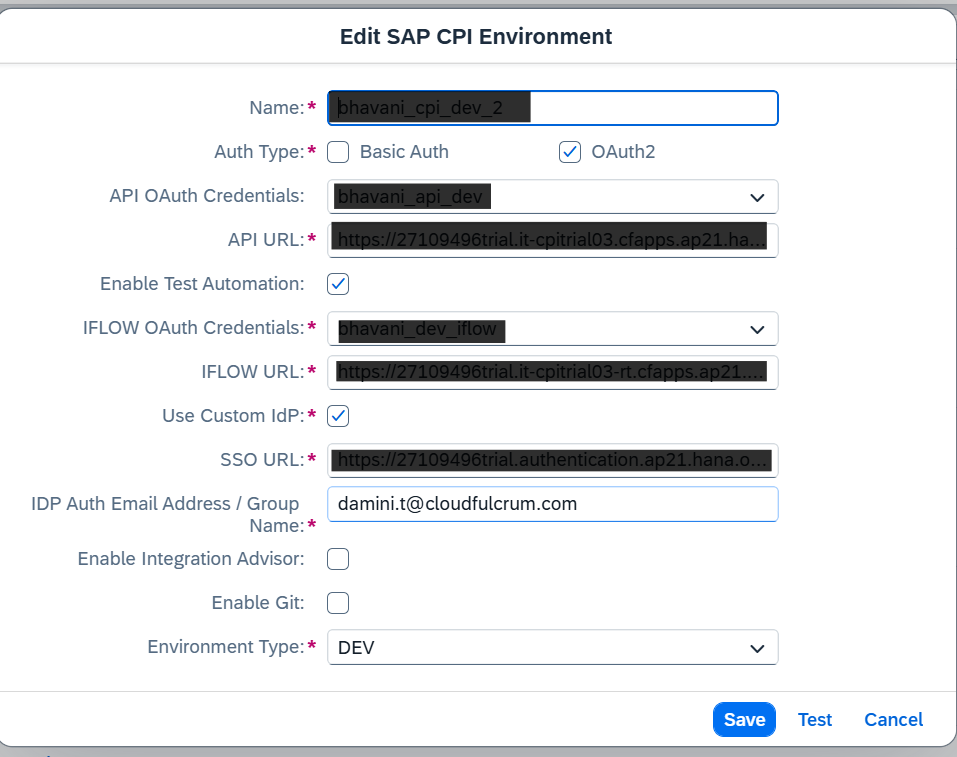 Edit SAP CPI Environment
Name:* bhavani_cpi_dev_2
Auth Type:* Basic Auth OAuth2
API OAuth Credentials: bhavani_api_dev
API URL:* https://27109496trial.it-cpitrial03.cfapps.ap21.ha...
Enable Test Automation:
IFLOW OAuth Credentials:* bhavani_dev_iflow
IFLOW URL:* https://27109496trial.it-cpitrial03-rt.cfapps.ap21....
Use Custom IdP:*
SSO URL:* https://27109496trial.authentication.ap21.hana.o...
IDP Auth Email Address / Group damini.t@cloudfulcrum.com
Name:*
Enable Integration Advisor:
Enable Git:
Environment Type:* DEV
Save Test Cancel